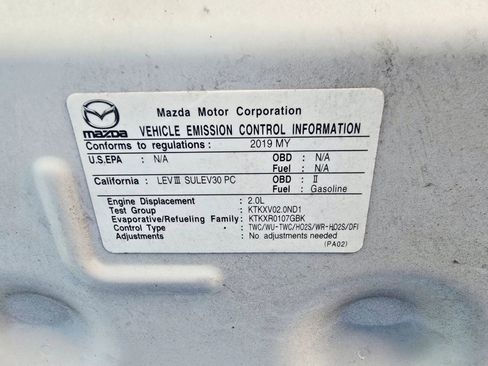 Mazda Motor Corporation
mazda VEHICLE EMISSION CONTROL INFORMATION
Conforms to regulations : 2019 MY
U.S.EPA : N/A OBD : N/A
Fuel : N/A
California : LEV III SULEV30 PC OBD : II
Fuel : Gasoline
Engine Displacement : 2.0L
Test Group : KTKXV02.0ND1
Evaporative/Refueling Family: KTKXR0107GBK
Control Type : TWC/WU-TWC/HO2S/WR-HO2S/DFI
Adjustments : No adjustments needed
(PA02)